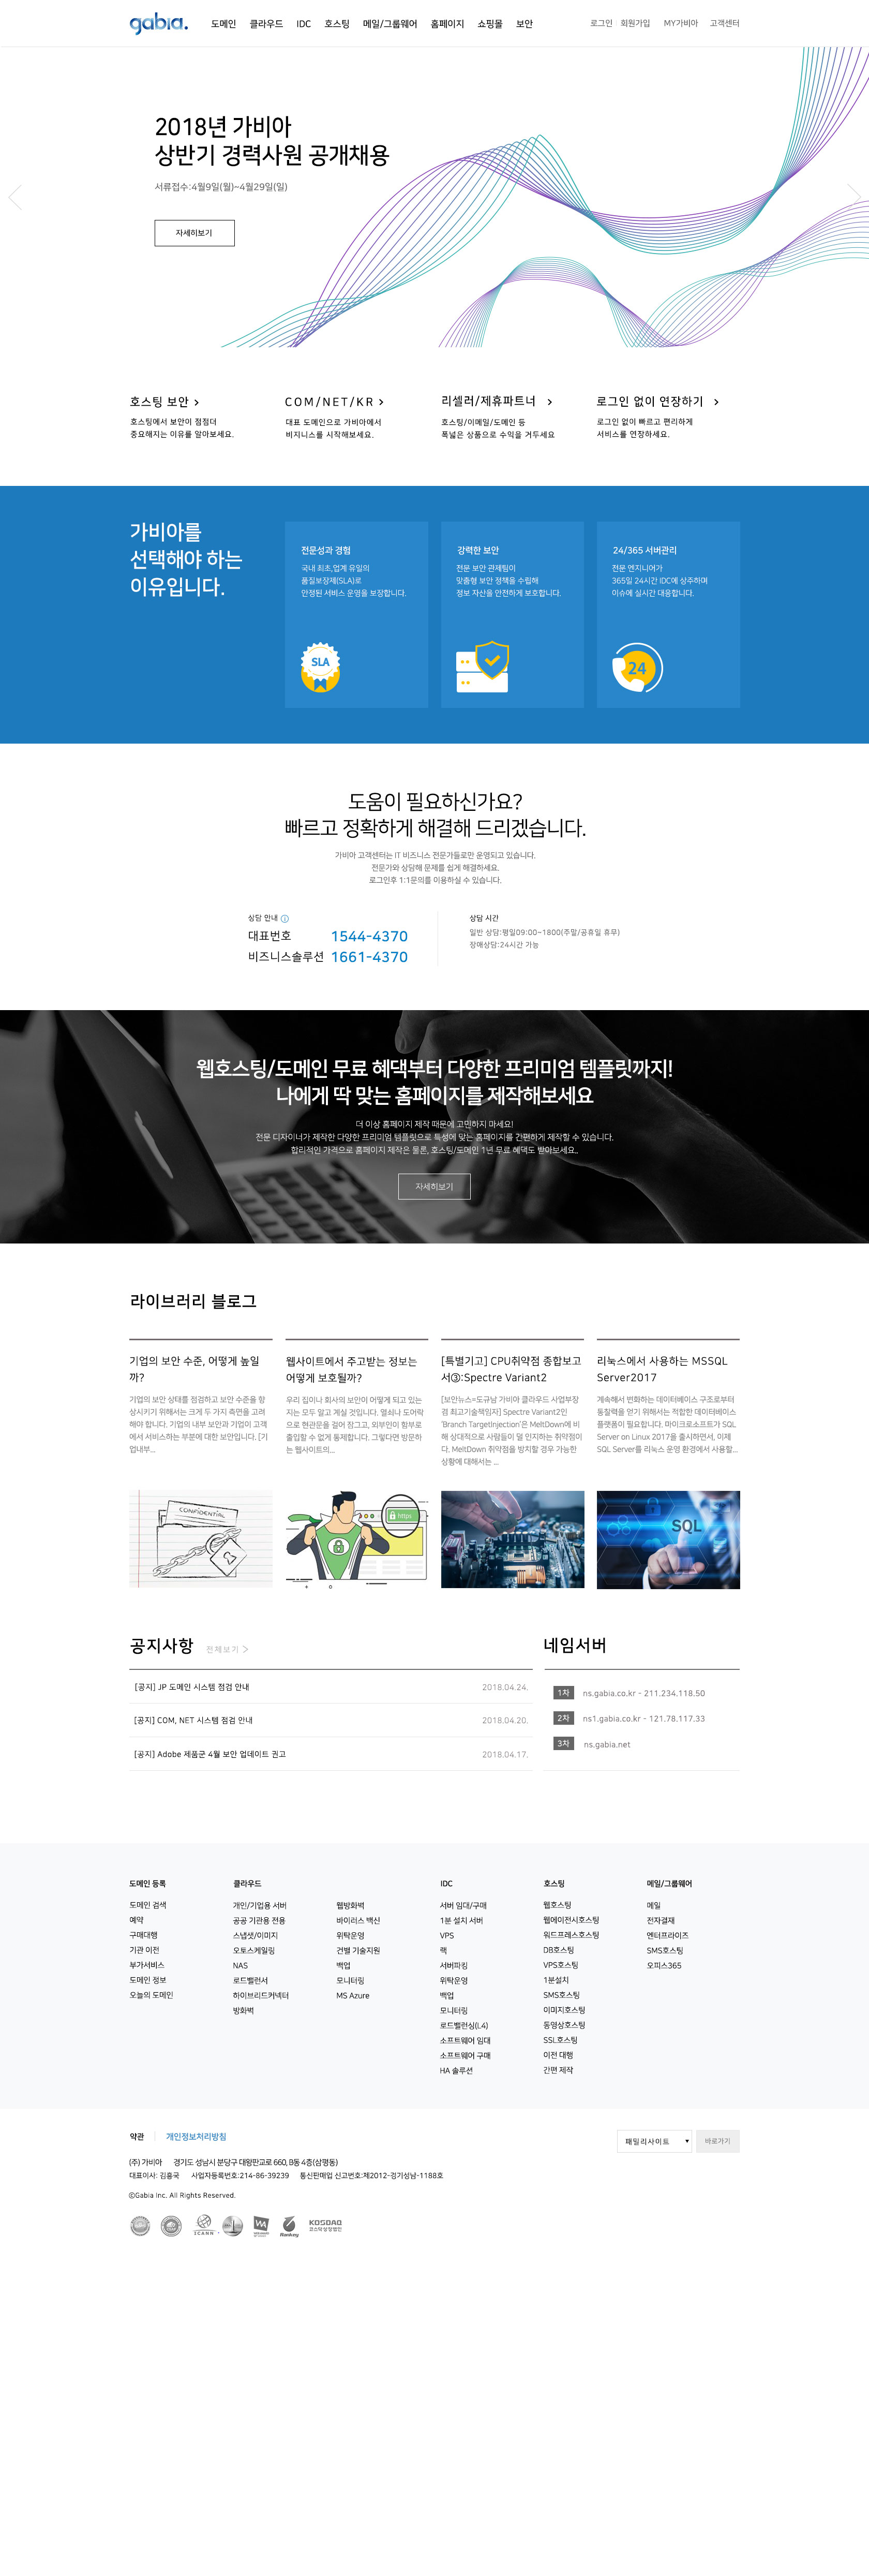 gabia.
도메인 클라우드 IDC 호스팅 메일/그룹웨어 홈페이지 쇼핑몰 보안
로그인 회원가입 MY가비아 고객센터
2018년 가비아
상반기 경력사원 공개채용
서류접수:4월9일(월)~4월29일(일)
자세히보기
호스팅 보안
호스팅에서 보안이 점점더
중요해지는 이유를 알아보세요.
COM/NET/KR
대표 도메인으로 가비아에서
비지니스를 시작해보세요.
리셀러/제휴파트너
호스팅/이메일/도메인 등
폭넓은 상품으로 수익을 거두세요
로그인 없이 연장하기
로그인 없이 빠르고 편리하게
서비스를 연장하세요.
가비아를
선택해야 하는
이유입니다.
전문성과 경험
국내 최초,업계 유일의
품질보장제(SLA)로
안정된 서비스 운영을 보장합니다.
SLA
강력한 보안
전문 보안 관제팀이
맞춤형 보안 정책을 수립해
정보 자산을 안전하게 보호합니다.
24/365 서버관리
전문 엔지니어가
365일 24시간 IDC에 상주하며
이슈에 실시간 대응합니다.
24
도움이 필요하신가요?
빠르고 정확하게 해결해 드리겠습니다.
가비아 고객센터는 IT 비즈니스 전문가들로만 운영되고 있습니다.
전문가와 상담해 문제를 쉽게 해결하세요.
로그인후 1:1문의를 이용하실 수 있습니다.
상담 안내
대표번호 1544-4370
비즈니스솔루션 1661-4370
상담 시간
일반 상담:평일09:00~1800(주말/공휴일 휴무)
장애상담:24시간 가능
웹호스팅/도메인 무료 혜택부터 다양한 프리미엄 템플릿까지!
나에게 딱 맞는 홈페이지를 제작해보세요
더 이상 홈페이지 제작 때문에 고민하지 마세요!
전문 디자이너가 제작한 다양한 프리미엄 템플릿으로 특성에 맞는 홈페이지를 간편하게 제작할 수 있습니다.
합리적인 가격으로 홈페이지 제작은 물론, 호스팅/도메인 1년 무료 혜덕도 받아보세요..
자세히보기
라이브러리 블로그
기업의 보안 수준, 어떻게 높일
까?
기업의 보안 상태를 점검하고 보안 수준을 향
상시키기 위해서는 크게 두 가지 측면을 고려
해야 합니다. 기업의 내부 보안과 기업이 고객
에서 서비스하는 부분에 대한 보안입니다. [기
업내부...
CONFIDENTIAL
웹사이트에서 주고받는 정보는
어떻게 보호될까?
우리 집이나 회사의 보안이 어떻게 되고 있는
지는 모두 알고 계실 것입니다. 열쇠나 도어락
으로 현관문을 걸어 잠그고, 외부인이 함부로
출입할 수 없게 통제합니다. 그렇다면 방문하
는 웹사이트의...
https
[특별기고] CPU취약점 종합보고
서③:Spectre Variant2
[보안뉴스=도규남 가비아 클라우드 사업부장
겸 최고기술책임자] Spectre Variant2인
'Branch TargetInjection'은 MeltDown에 비
해 상대적으로 사람들이 덜 인지하는 취약점이
다. MeltDown 취약점을 방치할 경우 가능한
상황에 대해서는 ...
리눅스에서 사용하는 MSSQL
Server2017
계속해서 변화하는 데이터베이스 구조로부터
통찰력을 얻기 위해서는 적합한 데이터베이스
플랫폼이 필요합니다. 마이크로소프트가 SQL
Server on Linux 2017을 출시하면서, 이제
SQL Server를 리눅스 운영 환경에서 사용할...
SQL
공지사항 전체보기
[공지] JP 도메인 시스템 점검 안내 2018.04.24.
[공지] COM, NET 시스템 점검 안내 2018.04.20.
[공지] Adobe 제품군 4월 보안 업데이트 권고 2018.04.17.
네임서버
1차 ns.gabia.co.kr - 211.234.118.50
2차 ns1.gabia.co.kr - 121.78.117.33
3차 ns.gabia.net
도메인 등록
도메인 검색
예약
구매대행
기관 이전
부가서비스
도메인 정보
오늘의 도메인
클라우드
개인/기업용 서버
공공 기관용 전용
스냅샷/이미지
오토스케일링
NAS
로드밸런서
하이브리드커넥터
방화벽
웹방화벽
바이러스 백신
위탁운영
건별 기술지원
백업
모니터링
MS Azure
IDC
서버 임대/구매
1분 설치 서버
VPS
랙
서버파킹
위탁운영
백업
모니터링
로드밸런싱(L4)
소프트웨어 임대
소프트웨어 구매
HA 솔루션
호스팅
웹호스팅
웹에이전시호스팅
워드프레스호스팅
DB호스팅
VPS호스팅
1분설치
SMS호스팅
이미지호스팅
동영상호스팅
SSL호스팅
이전 대행
간편 제작
메일/그룹웨어
메일
전자결재
엔터프라이즈
SMS호스팅
오피스365
약관 개인정보처리방침
패밀리사이트 바로가기
(주) 가비아 경기도 성남시 분당구 대왕판교로 660, B동 4층(삼평동)
대표이사: 김홍국 사업자등록번호:214-86-39239 통신판매업 신고번호:제2012-경기성남-1188호
ⓒGabia Inc. All Rights Reserved.
ICANN
WA
Ranking
KOSDAQ
코스닥상장법인